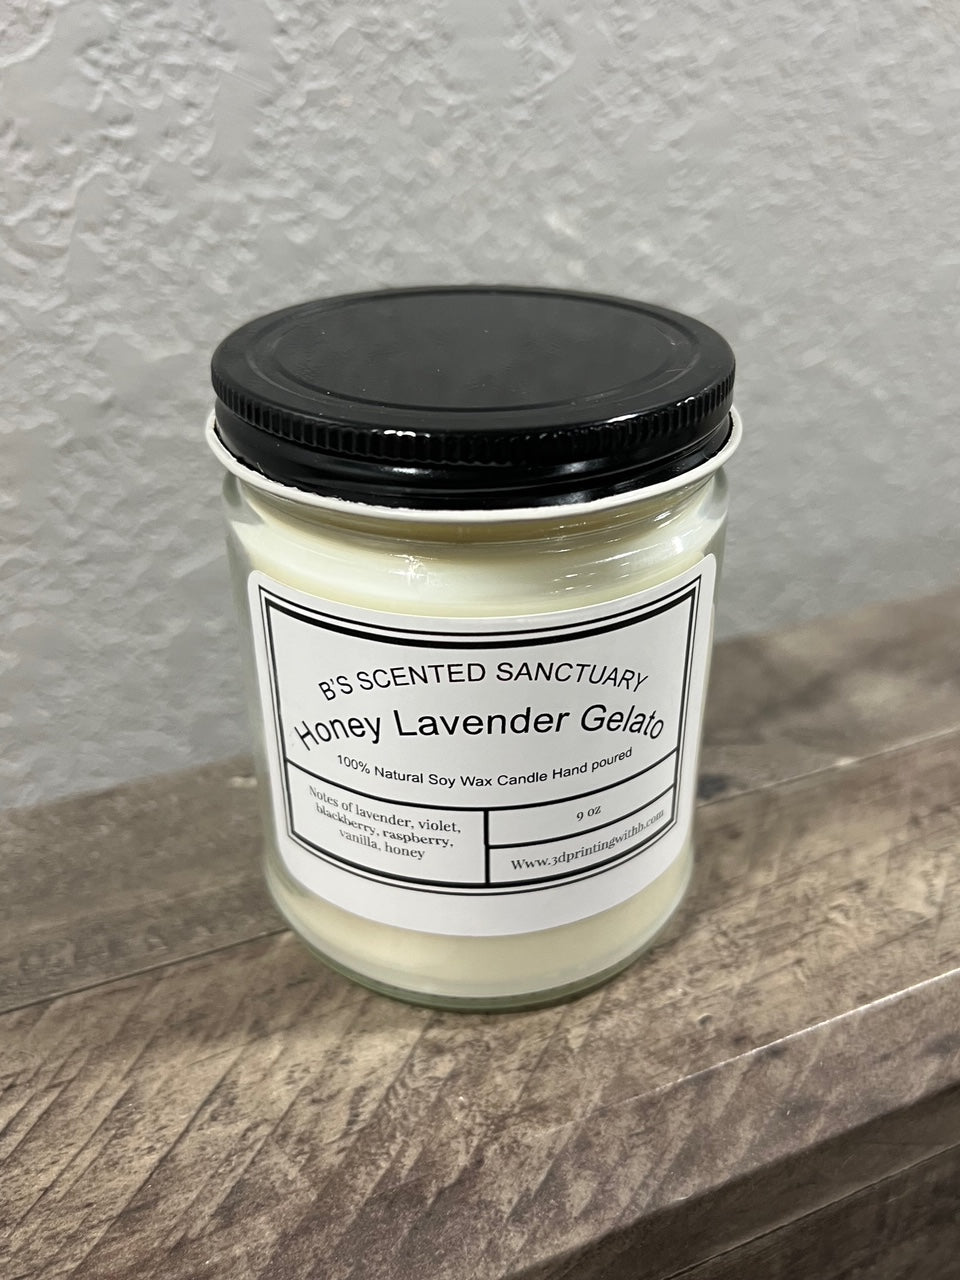 B'S SCENTED SANCTUARY
Honey Lavender Gelato
100% Natural Soy Wax Candle Hand poured
Notes of lavender, violet,
blackberry, raspberry,
vanilla, honey
9 oz
Www.3dprintingwithb.com